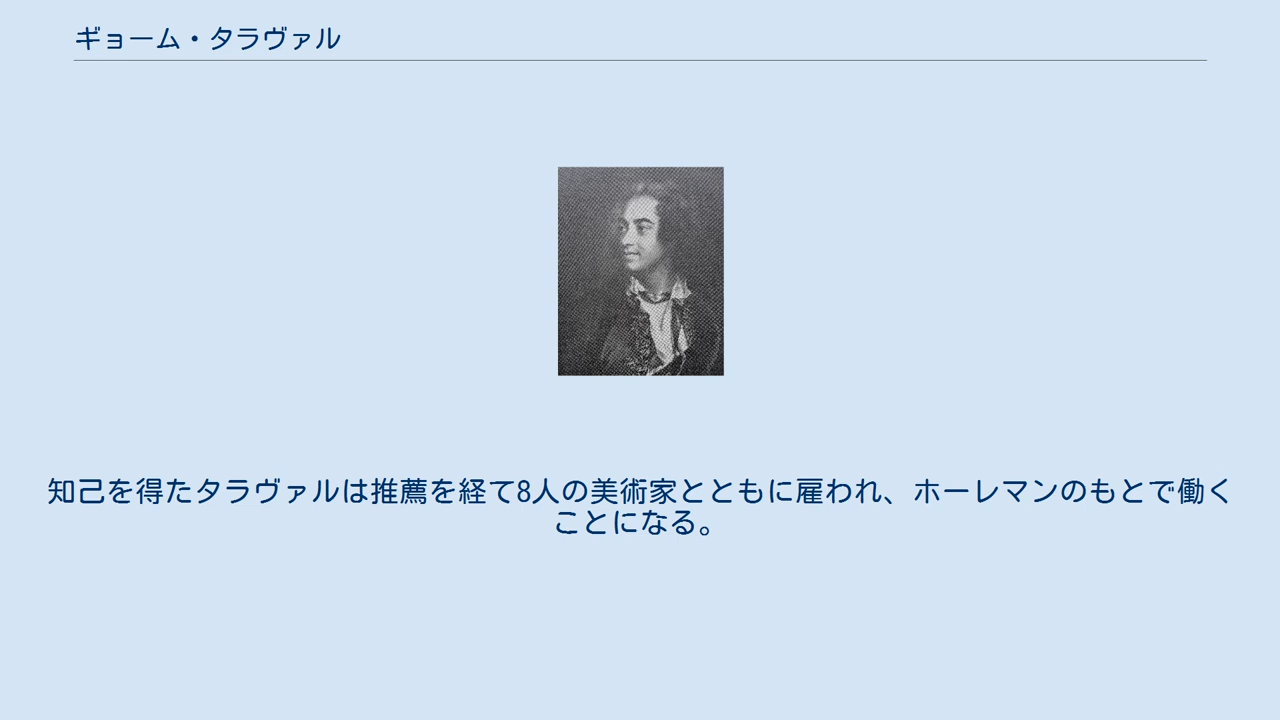 ギョーム・タラヴァル
知己を得たタラヴァルは推薦を経て8人の美術家とともに雇われ、ホーレマンのもとで働く
ことになる。